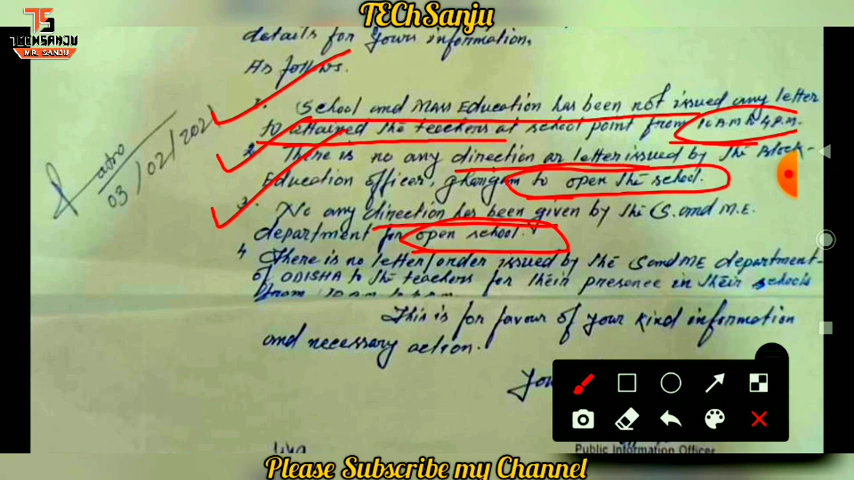 TEChSanju
TS
TECHSANJU
MR. SANJU
details for yours information,
As follows.
1. School and Mass Education has been not issued any letter
to attained the teachers at school point from 10 A.M to 4 P.M.
2. There is no any direction or letter issued by the Block-
Education officer, to open the school.
3. No any direction has been given by the S. and M.E.
department for open school.
4 There is no letter/order issued by the S and ME department-
of ODISHA to the teachers for their presence in their schools
from
03/02/2021
This is for favour of your kind information
and necessary action.
You
Public Information Officer
Please Subscribe my Channel